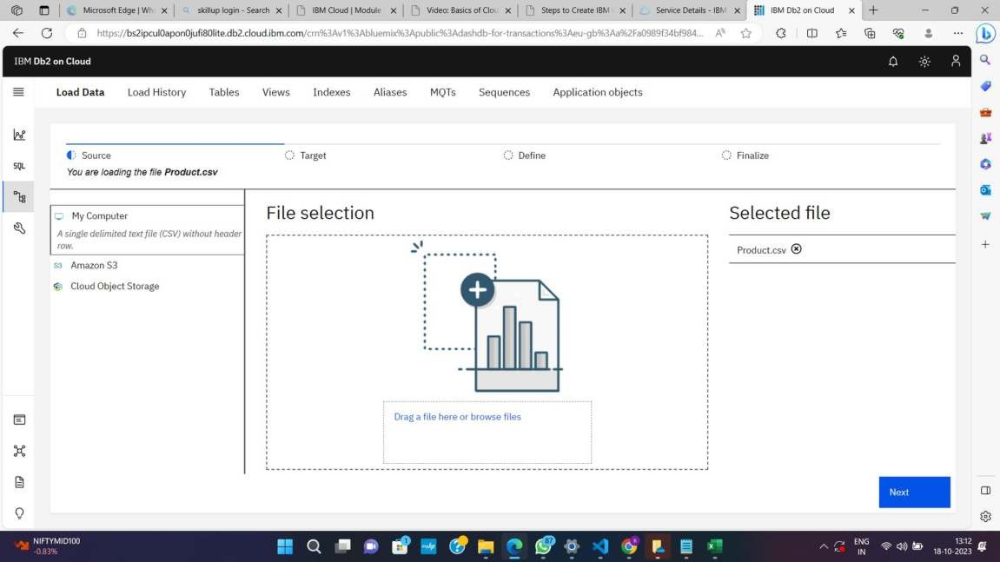 Microsoft Edge | Wh
skillup login - Search
IBM Cloud | Module
Video: Basics of Clou
Steps to Create IBM
Service Details - IBM
IBM Db2 on Cloud
https://bs2ipcul0apon0jufi80lite.db2.cloud.ibm.com/crn%3Av1%3Abluemix%3Apublic%3Adashdb-for-transactions%3Aeu-gb%3Aa%2Fa0989f34bf984...
IBM Db2 on Cloud
Load Data Load History Tables Views Indexes Aliases MQTs Sequences Application objects
Source Target Define Finalize
You are loading the file Product.csv
SQL
My Computer
A single delimited text file (CSV) without header
row.
S3 Amazon S3
Cloud Object Storage
File selection
Drag a file here or browse files
Selected file
Product.csv
Next
NIFTYMID100
-0.83%
1
87
ENG
IN
13:12
18-10-2023